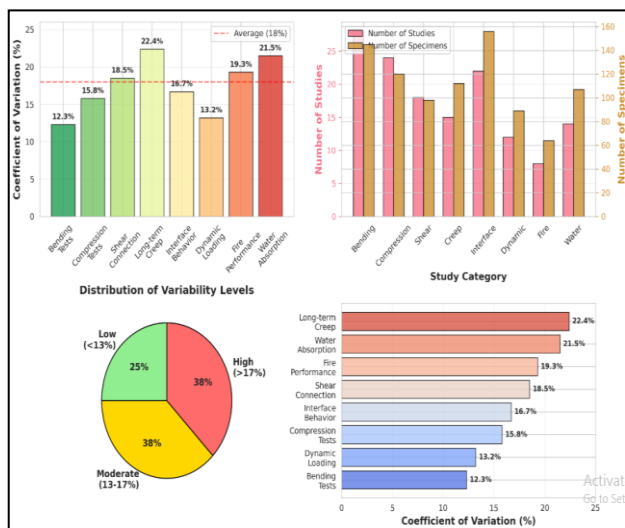 Average (18%)
Coefficient of Variation (%)
25
20
15
10
5
0
12.3%
15.8%
18.5%
22.4%
16.7%
13.2%
19.3%
21.5%
Bending
Tests
Compression
Tests
Shear
Connection
Long-term
Creep
Interface
Behavior
Dynamic
Loading
Fire
Performance
Water
Absorption
Number of Studies
Number of Specimens
Number of Studies
25
20
15
10
5
0
160
140
120
100
80
60
40
20
0
Number of Specimens
Bending
Compression
Shear
Creep
Interface
Dynamic
Fire
Water
Study Category
Distribution of Variability Levels
Low
(<13%)
25%
High
(>17%)
38%
38%
Moderate
(13-17%)
Long-term
Creep
22.4%
Water
Absorption
21.5%
Fire
Performance
19.3%
Shear
Connection
18.5%
Interface
Behavior
16.7%
Compression
Tests
15.8%
Dynamic
Loading
13.2%
Bending
Tests
12.3%
0
5
10
15
20
25
Coefficient of Variation (%)
Activat
Go to Set